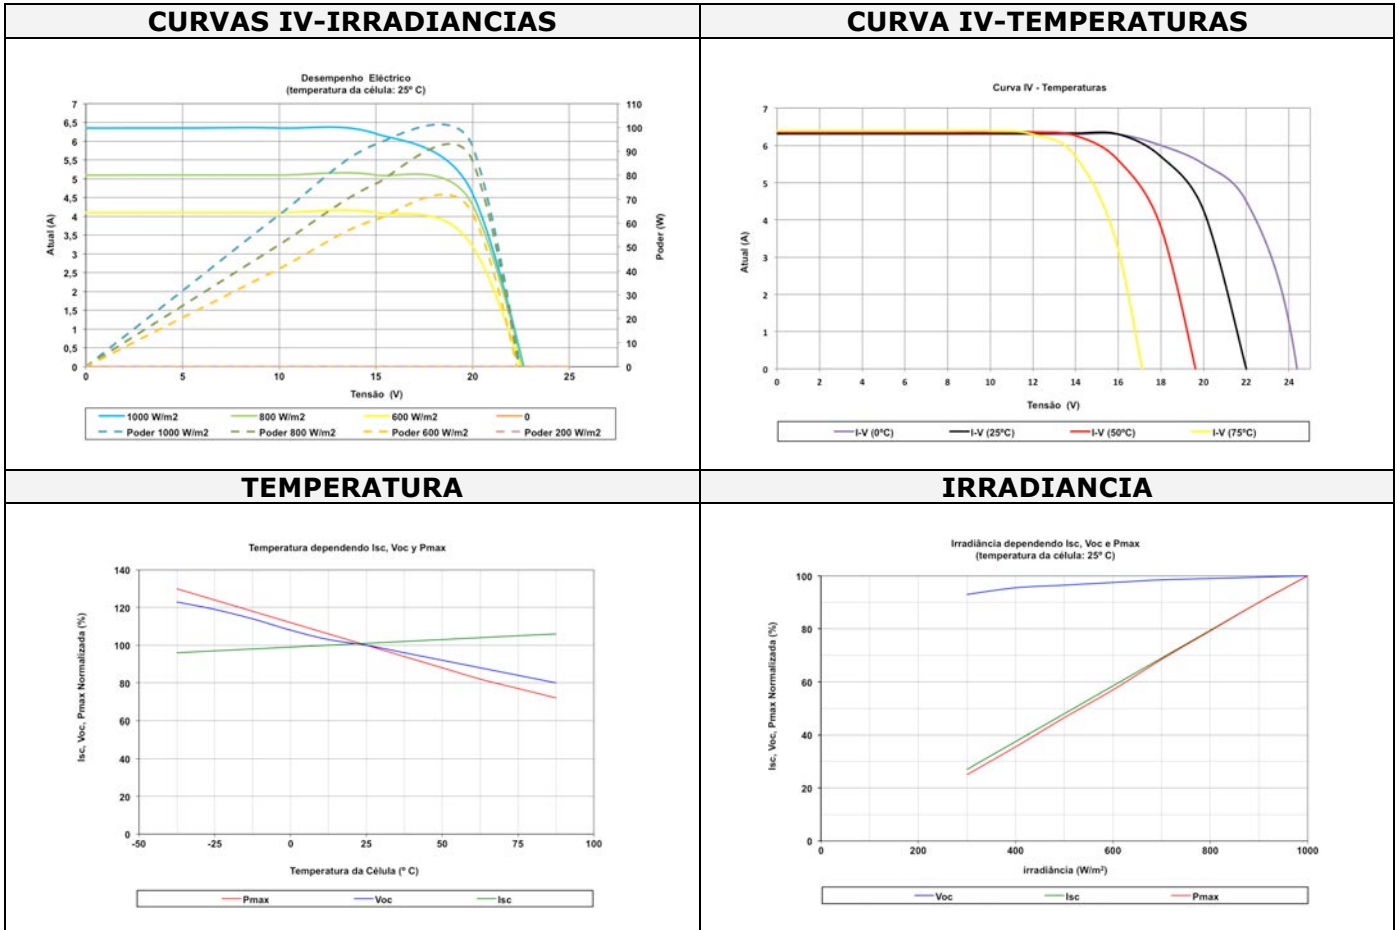 CURVAS IV-IRRADIANCIAS
CURVA IV-TEMPERATURAS
Desempenho Eléctrico
(temperatura da célula: 25º C)
Atual (A)
7
6,5
6
5,5
5
4,5
4
3,5
3
2,5
2
1,5
1
0,5
0
110
100
90
80
70
60
50
40
30
20
10
0
Poder (W)
0 5 10 15 20 25
Tensão (V)
1000 W/m2 800 W/m2 600 W/m2 0
Poder 1000 W/m2 Poder 800 W/m2 Poder 600 W/m2 Poder 200 W/m2
Curva IV - Temperaturas
Atual (A)
7
6
5
4
3
2
1
0
0 2 4 6 8 10 12 14 16 18 20 22 24
Tensão (V)
I-V (0ºC) I-V (25ºC) I-V (50ºC) I-V (75ºC)
TEMPERATURA
IRRADIANCIA
Temperatura dependendo Isc, Voc y Pmax
Isc, Voc, Pmax Normalizada (%)
140
120
100
80
60
40
20
0
-50 -25 0 25 50 75 100
Temperatura da Célula (º C)
Pmax Voc Isc
Irradiância dependendo Isc, Voc e Pmax
(temperatura da célula: 25º C)
Isc, Voc, Pmax Normalizada (%)
100
80
60
40
20
0
0 200 400 600 800 1000
irradiância (W/m²)
Voc Isc Pmax